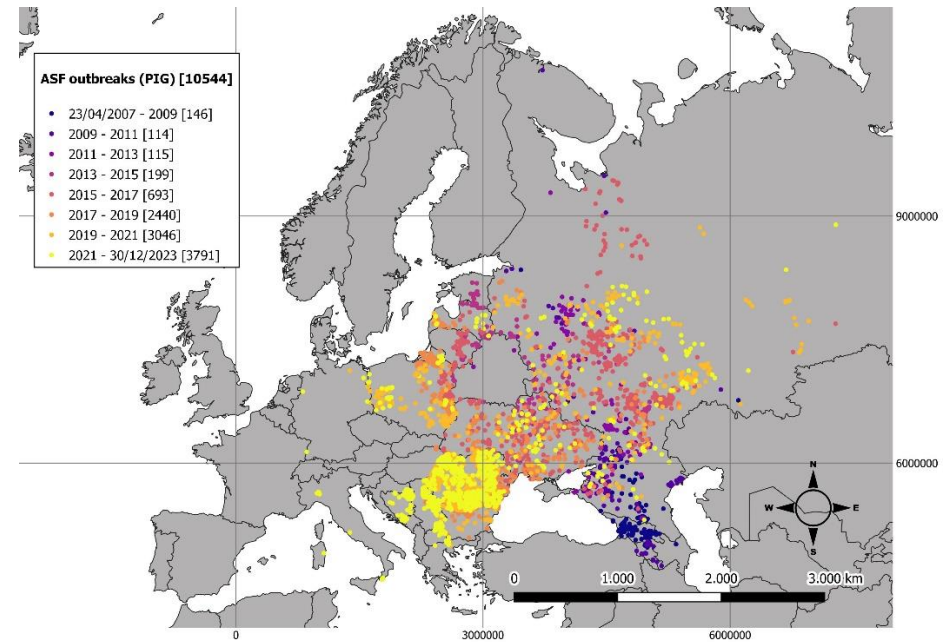 ASF outbreaks (PIG) [10544]
23/04/2007 - 2009 [146]
2009 - 2011 [114]
2011 - 2013 [115]
2013 - 2015 [199]
2015 - 2017 [693]
2017 - 2019 [2440]
2019 - 2021 [3046]
2021 - 30/12/2023 [3791]
9000000
6000000
N
W
E
S
0
1.000
2.000
3.000 km
0
3000000
6000000